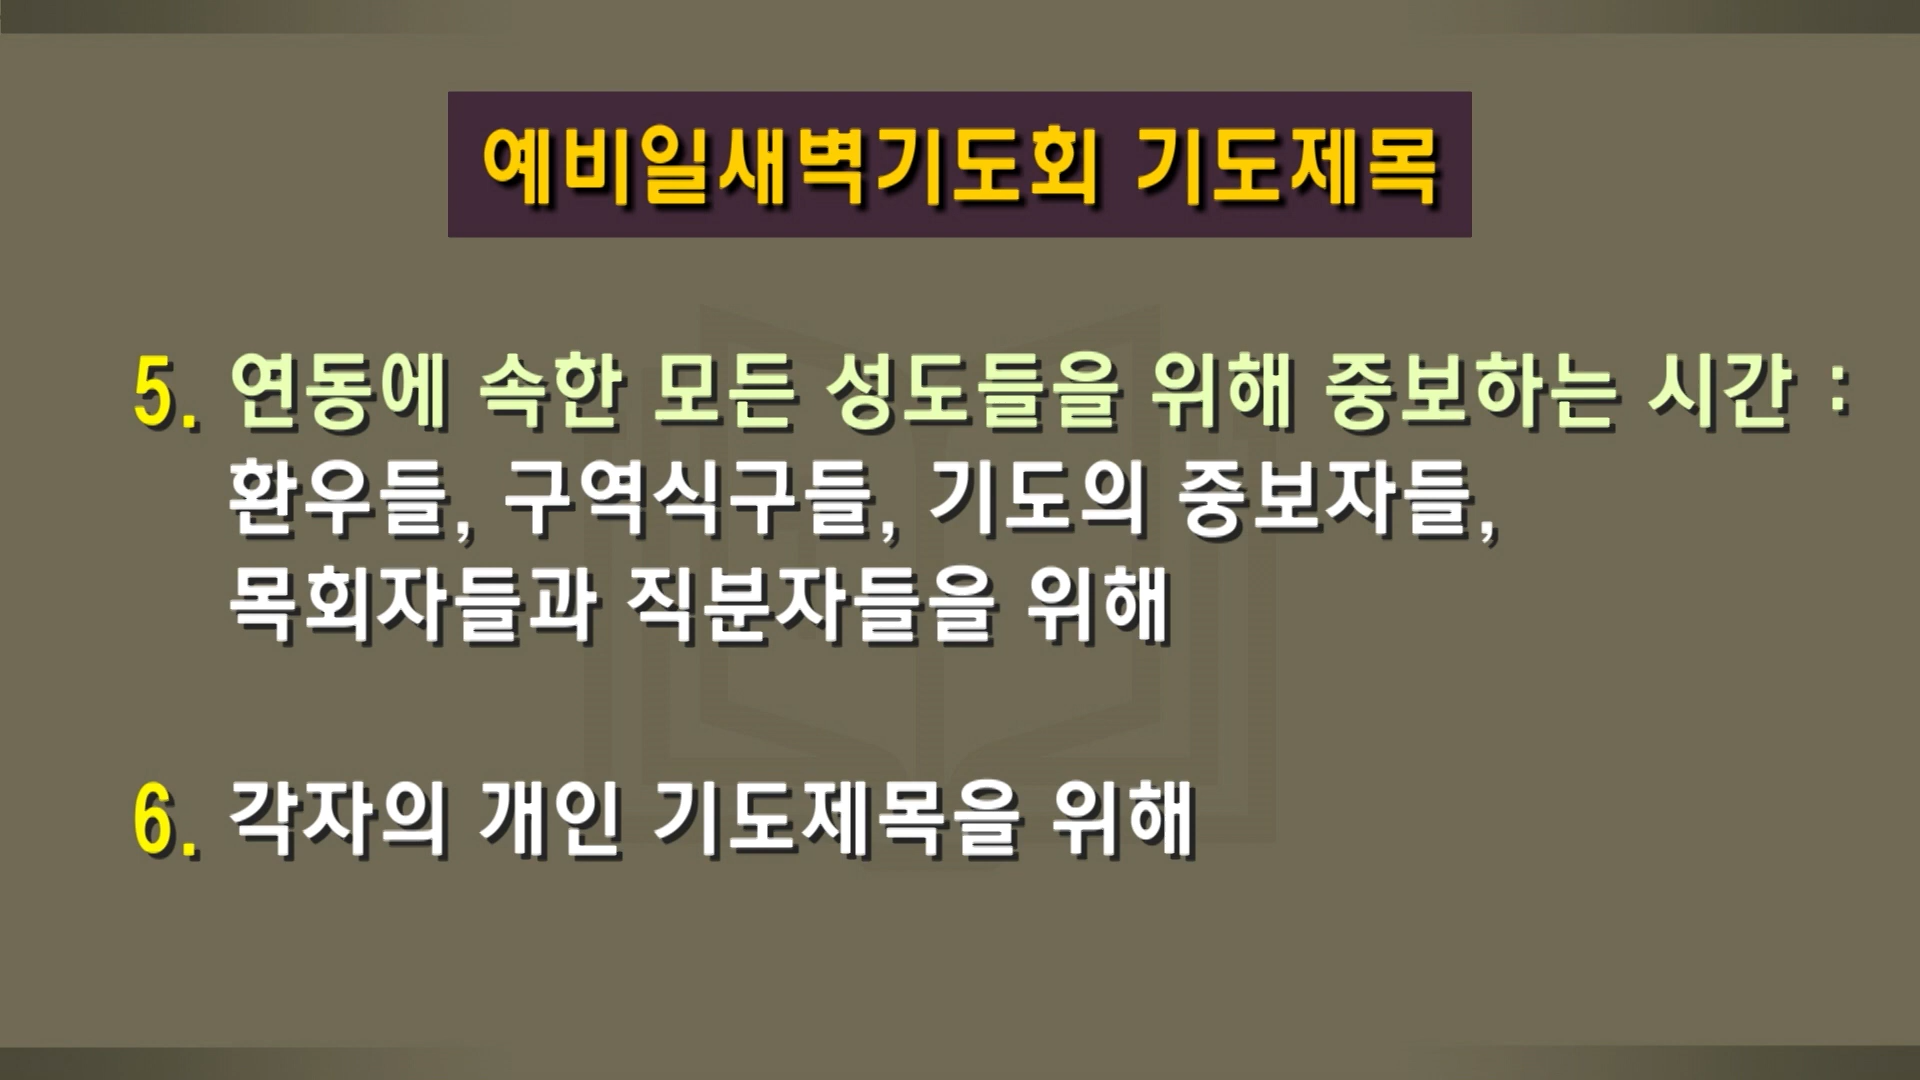 예비일새벽기도회 기도제목
5. 연동에 속한 모든 성도들을 위해 중보하는 시간 :
환우들, 구역식구들, 기도의 중보자들,
목회자들과 직분자들을 위해
6. 각자의 개인 기도제목을 위해